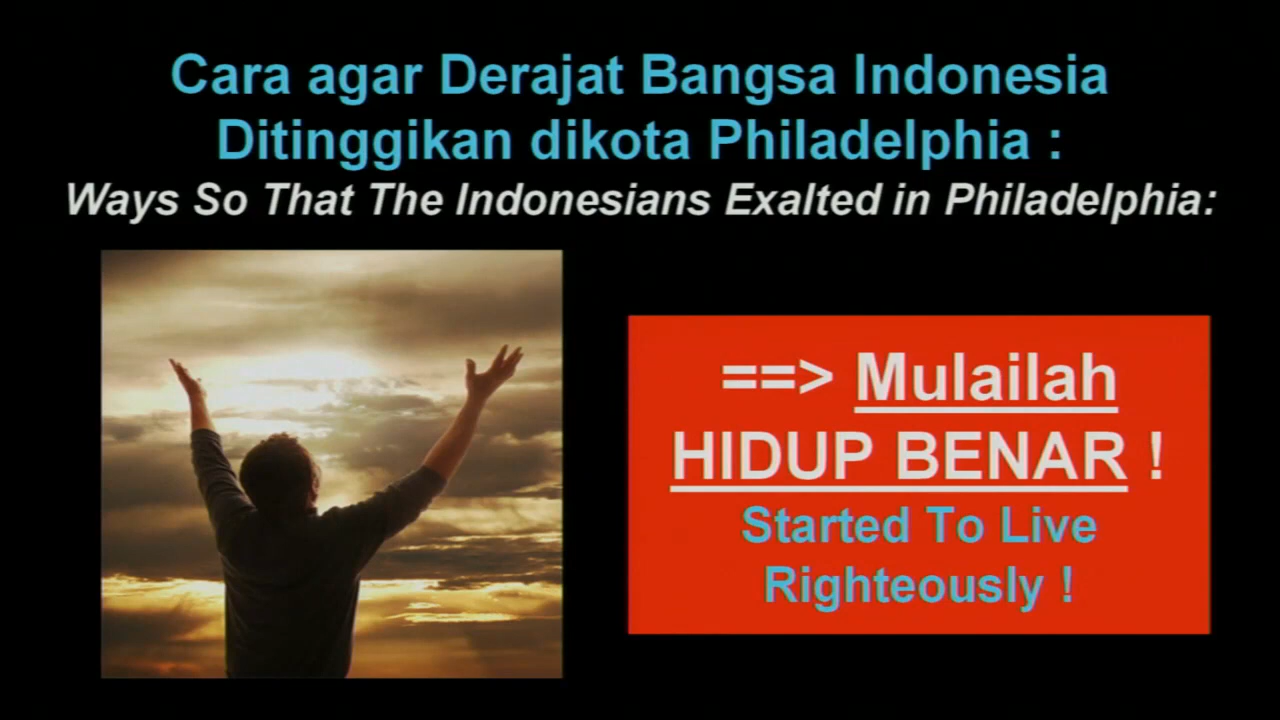 Cara agar Derajat Bangsa Indonesia
Ditinggikan dikota Philadelphia :
Ways So That The Indonesians Exalted in Philadelphia:
==> Mulailah
HIDUP BENAR !
Started To Live
Righteously !